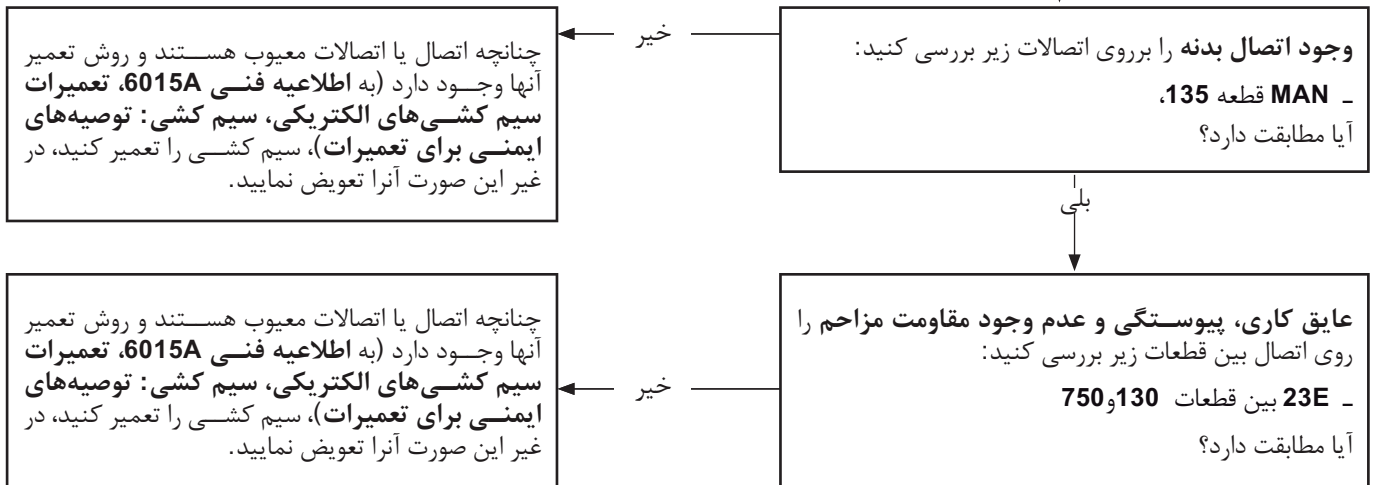 وجود اتصال بدنه را برروی اتصالات زیر بررسی کنید:
ـ MAN قطعه 135،
آیا مطابقت دارد؟
خیر
چنانچه اتصال یا اتصالات معیوب هستند و روش تعمیر
آنها وجود دارد (به اطلاعیه فنی 6015A، تعمیرات
سیم کشی‌های الکتریکی، سیم کشی: توصیه‌های
ایمنی برای تعمیرات)، سیم کشی را تعمیر کنید، در
غیر این صورت آنرا تعویض نمایید.
بلی
عایق کاری، پیوستگی و عدم وجود مقاومت مزاحم را
روی اتصال بین قطعات زیر بررسی کنید:
ـ 23E بین قطعات 130و750
آیا مطابقت دارد؟
خیر
چنانچه اتصال یا اتصالات معیوب هستند و روش تعمیر
آنها وجود دارد (به اطلاعیه فنی 6015A، تعمیرات
سیم کشی‌های الکتریکی، سیم کشی: توصیه‌های
ایمنی برای تعمیرات)، سیم کشی را تعمیر کنید، در
غیر این صورت آنرا تعویض نمایید.